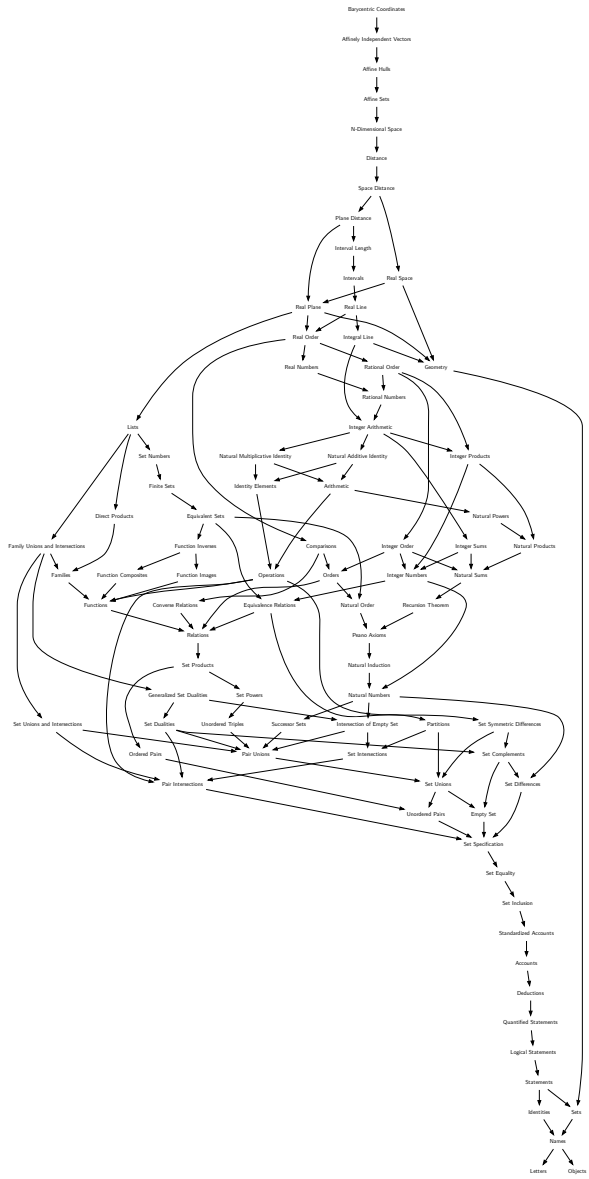 Barycentric Coordinates
Affinely Independent Vectors
Affine Hulls
Affine Sets
N-Dimensional Space
Distance
Space Distance
Plane Distance
Interval Length
Intervals Real Space
Real Plane Real Line
Real Order Integral Line
Real Numbers Rational Order Geometry
Rational Numbers
Lists Integer Arithmetic
Set Numbers Natural Multiplicative Identity Natural Additive Identity Integer Products
Finite Sets Identity Elements Arithmetic
Direct Products Equivalent Sets Natural Powers
Family Unions and Intersections Function Inverses Comparisons Integer Order Integer Sums Natural Products
Families Function Composites Function Images Operations Orders Integer Numbers Natural Sums
Functions Converse Relations Equivalence Relations Natural Order Recursion Theorem
Relations Peano Axioms
Set Products Natural Induction
Generalized Set Dualities Set Powers Natural Numbers
Set Unions and Intersections Set Dualities Unordered Triples Successor Sets Intersection of Empty Set Partitions Set Symmetric Differences
Ordered Pairs Pair Unions Set Intersections Set Complements
Pair Intersections Set Unions Set Differences
Unordered Pairs Empty Set
Set Specification
Set Equality
Set Inclusion
Standardized Accounts
Accounts
Deductions
Quantified Statements
Logical Statements
Statements
Identities Sets
Names
Letters Objects